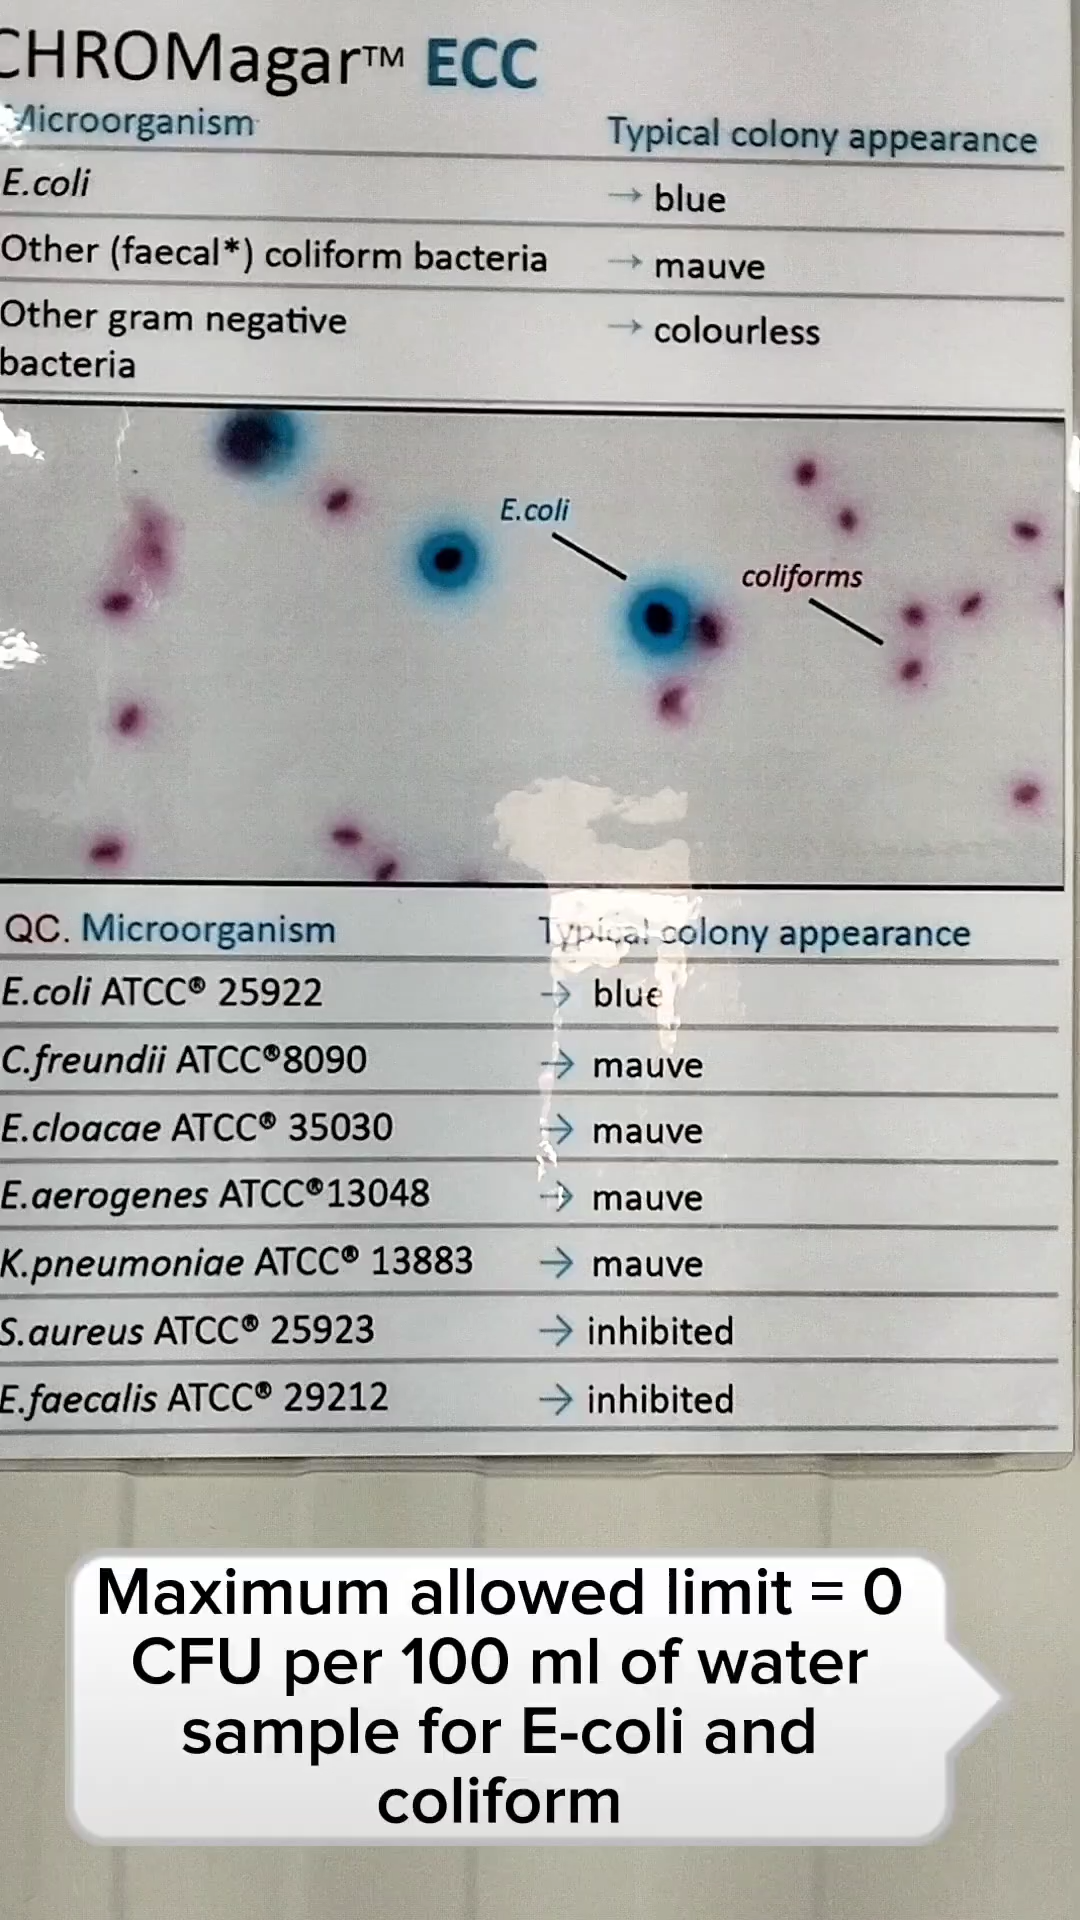 CHROMagar™ ECC
Microorganism Typical colony appearance
E.coli → blue
Other (faecal*) coliform bacteria → mauve
Other gram negative → colourless
bacteria
E.coli
coliforms
QC. Microorganism Typical colony appearance
E.coli ATCC® 25922 → blue
C.freundii ATCC®8090 → mauve
E.cloacae ATCC® 35030 → mauve
E.aerogenes ATCC®13048 → mauve
K.pneumoniae ATCC® 13883 → mauve
S.aureus ATCC® 25923 → inhibited
E.faecalis ATCC® 29212 → inhibited
Maximum allowed limit = 0
CFU per 100 ml of water
sample for E-coli and
coliform